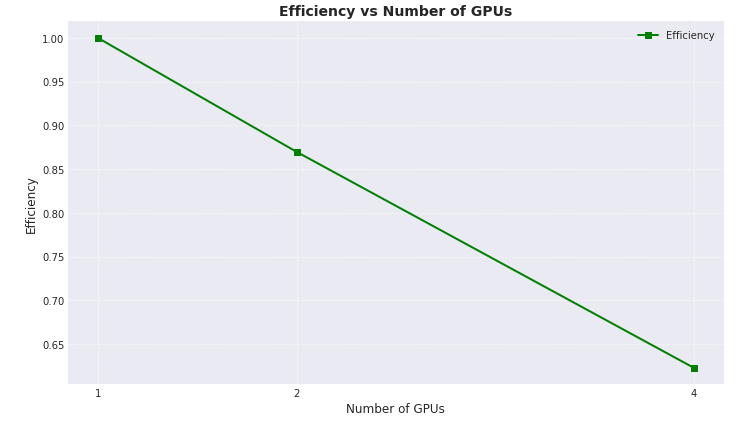 Efficiency vs Number of GPUs
Efficiency
1.00
0.95
0.90
0.85
0.80
0.75
0.70
0.65
Efficiency
1 2 4
Number of GPUs